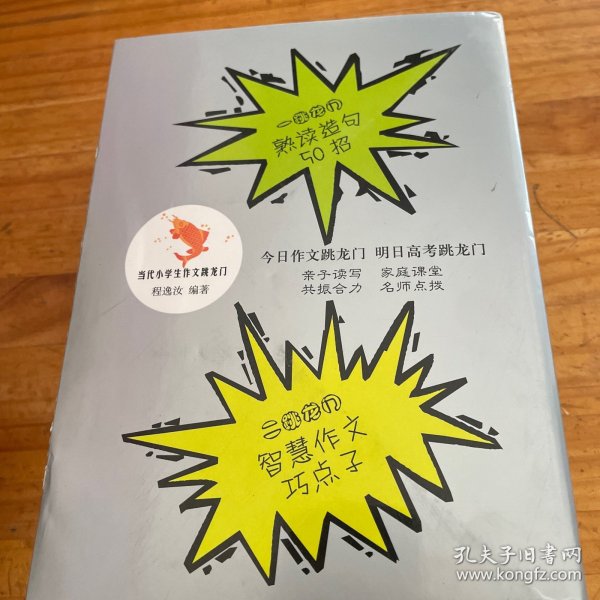 一跳龙门
熟读造句
50招
今日作文跳龙门 明日高考跳龙门
亲子读写 家庭课堂
共振合力 名师点拨
当代小学生作文跳龙门
程逸汝 编著
二跳龙门
智慧作文
巧点子
孔夫子旧书网
www.kongfz.com